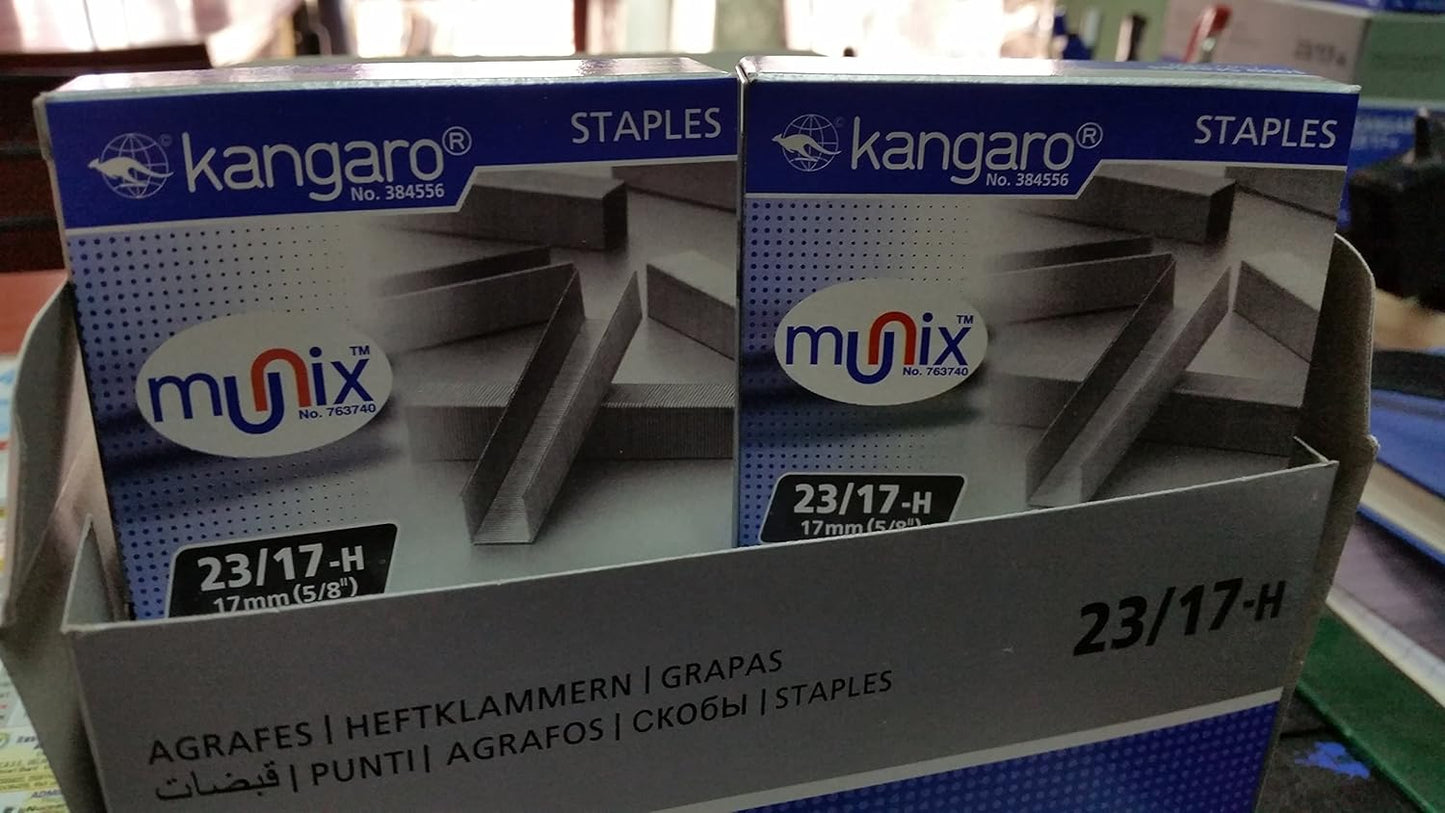 kangaro®
No. 384556
STAPLES
munix™
No. 763740
23/17-H
17mm (5/8")
kangaro®
No. 384556
STAPLES
munix™
No. 763740
23/17-H
17mm (5/8")
23/17-H
AGRAFES | HEFTKLAMMERN | GRAPAS
قبضات | PUNTI | AGRAFOS | СКОБЫ | STAPLES